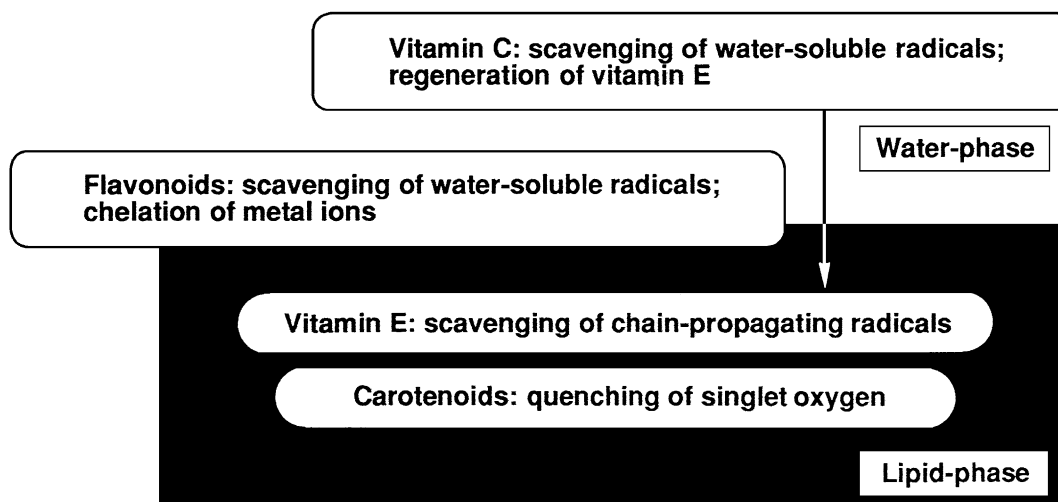 Vitamin C: scavenging of water-soluble radicals;
regeneration of vitamin E
Water-phase
Flavonoids: scavenging of water-soluble radicals;
chelation of metal ions
Vitamin E: scavenging of chain-propagating radicals
Carotenoids: quenching of singlet oxygen
Lipid-phase